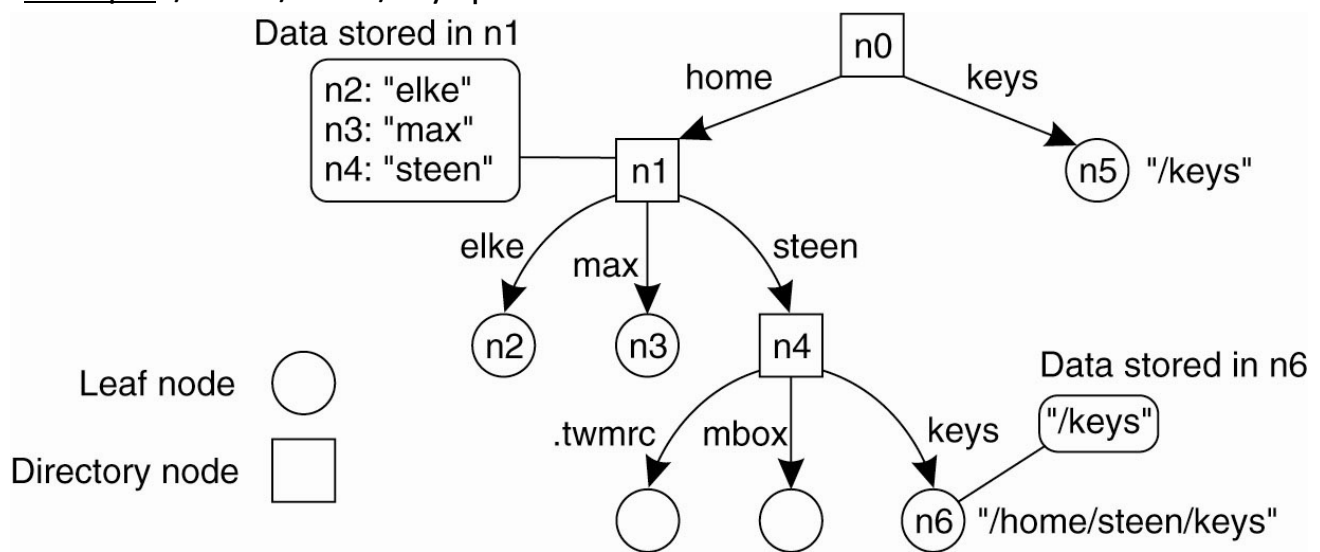 Data stored in n1
n0
home
keys
n2: "elke"
n3: "max"
n4: "steen"
n1
n5
"/keys"
elke
max
steen
n2
n3
n4
Leaf node
Data stored in n6
"/keys"
.twmrc
mbox
keys
Directory node
n6
"/home/steen/keys"